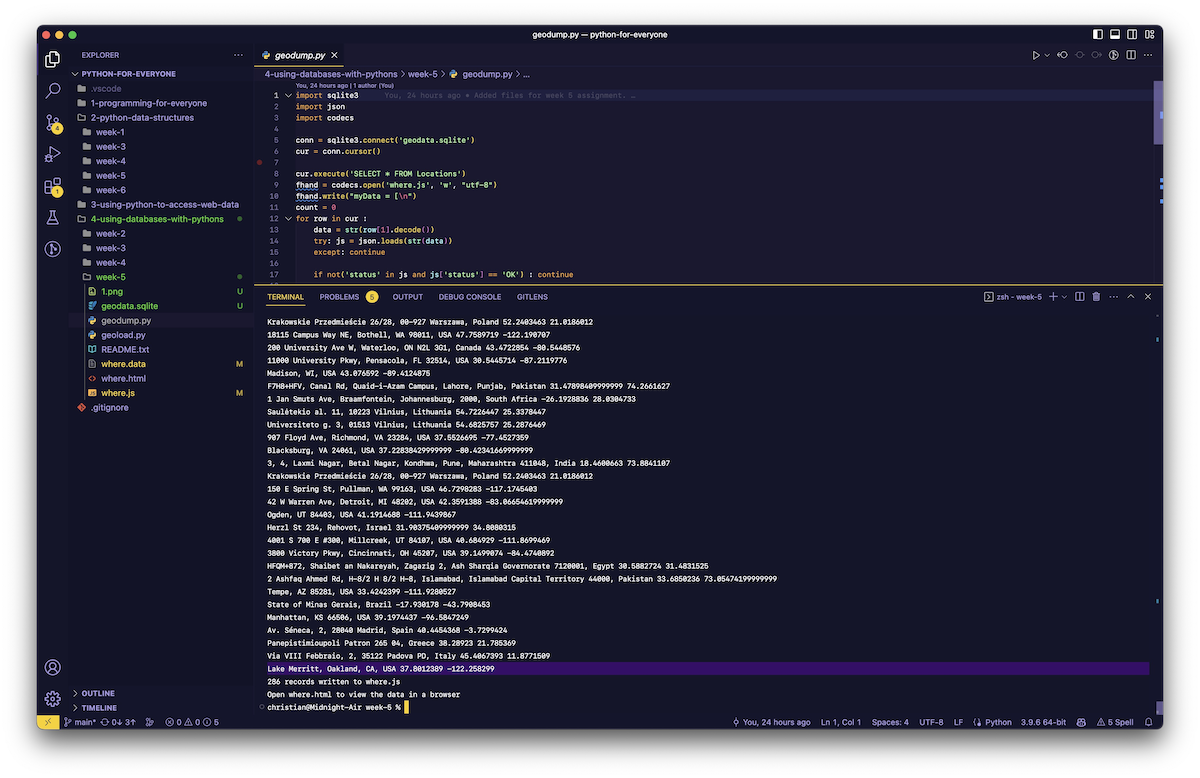 geodump.py — python-for-everyone
EXPLORER
PYTHON-FOR-EVERYONE
.vscode
1-programming-for-everyone
2-python-data-structures
week-1
week-3
week-4
week-5
week-6
3-using-python-to-access-web-data
4-using-databases-with-pythons
week-2
week-3
week-4
week-5
1.png U
geodata.sqlite U
geodump.py
geoload.py
README.txt
where.data M
where.html
where.js M
.gitignore
OUTLINE
TIMELINE
4
1
geodump.py
4-using-databases-with-pythons > week-5 > geodump.py > ...
You, 24 hours ago | 1 author (You)
1 import sqlite3 You, 24 hours ago • Added files for week 5 assignment. …
2 import json
3 import codecs
4
5 conn = sqlite3.connect('geodata.sqlite')
6 cur = conn.cursor()
7
8 cur.execute('SELECT * FROM Locations')
9 fhand = codecs.open('where.js', 'w', "utf-8")
10 fhand.write("myData = [\n")
11 count = 0
12 for row in cur :
13 data = str(row[1].decode())
14 try: js = json.loads(str(data))
15 except: continue
16
17 if not('status' in js and js['status'] == 'OK') : continue
TERMINAL PROBLEMS 5 OUTPUT DEBUG CONSOLE GITLENS
zsh - week-5
Krakowskie Przedmieście 26/28, 00-927 Warszawa, Poland 52.2403463 21.0186012
18115 Campus Way NE, Bothell, WA 98011, USA 47.7589719 -122.190707
200 University Ave W, Waterloo, ON N2L 3G1, Canada 43.4722854 -80.5448576
11000 University Pkwy, Pensacola, FL 32514, USA 30.5445714 -87.2119776
Madison, WI, USA 43.076592 -89.4124875
F7H8+HFV, Canal Rd, Quaid-i-Azam Campus, Lahore, Punjab, Pakistan 31.47898409999999 74.2661627
1 Jan Smuts Ave, Braamfontein, Johannesburg, 2000, South Africa -26.1928836 28.0304733
Saulėtekio al. 11, 10223 Vilnius, Lithuania 54.7226447 25.3378447
Universiteto g. 3, 01513 Vilnius, Lithuania 54.6825757 25.2876469
907 Floyd Ave, Richmond, VA 23284, USA 37.5526695 -77.4527359
Blacksburg, VA 24061, USA 37.22838429999999 -80.42341669999999
3, 4, Laxmi Nagar, Betal Nagar, Kondhwa, Pune, Maharashtra 411048, India 18.4600663 73.8841107
Krakowskie Przedmieście 26/28, 00-927 Warszawa, Poland 52.2403463 21.0186012
150 E Spring St, Pullman, WA 99163, USA 46.7298283 -117.1745403
42 W Warren Ave, Detroit, MI 48202, USA 42.3591388 -83.06654619999999
Ogden, UT 84403, USA 41.1914688 -111.9439867
Herzl St 234, Rehovot, Israel 31.90375409999999 34.8080315
4001 S 700 E #300, Millcreek, UT 84107, USA 40.684929 -111.8699469
3800 Victory Pkwy, Cincinnati, OH 45207, USA 39.1499074 -84.4740892
HFQM+872, Shaibet an Nakareyah, Zagazig 2, Ash Sharqia Governorate 7120001, Egypt 30.5882724 31.4831525
2 Ashfaq Ahmed Rd, H-8/2 H 8/2 H-8, Islamabad, Islamabad Capital Territory 44000, Pakistan 33.6850236 73.05474199999999
Tempe, AZ 85281, USA 33.4242399 -111.9280527
State of Minas Gerais, Brazil -17.930178 -43.7908453
Manhattan, KS 66506, USA 39.1974437 -96.5847249
Av. Séneca, 2, 28040 Madrid, Spain 40.4454368 -3.7299424
Panepistimioupoli Patron 265 04, Greece 38.28923 21.785369
Via VIII Febbraio, 2, 35122 Padova PD, Italy 45.4067393 11.8771509
Lake Merritt, Oakland, CA, USA 37.8012389 -122.258299
286 records written to where.js
Open where.html to view the data in a browser
christian@Midnight-Air week-5 %
main* 0↓ 3↑ 0 0 5
You, 24 hours ago Ln 1, Col 1 Spaces: 4 UTF-8 LF Python 3.9.6 64-bit 5 Spell